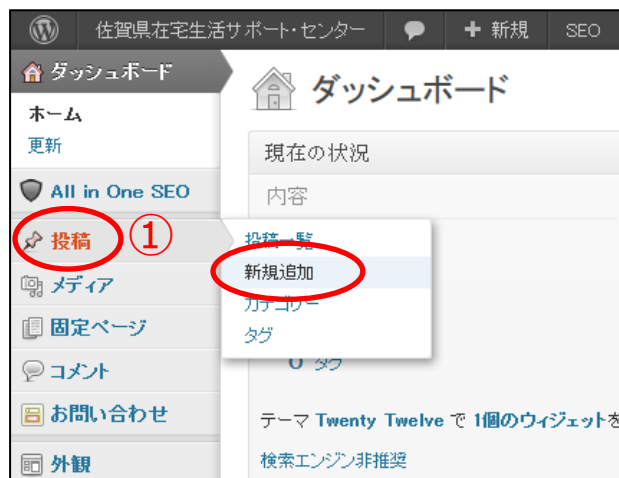 佐賀県在宅生活サポート・センター
新規
SEO
ダッシュボード
ホーム
更新
All in One SEO
投稿
①
メディア
固定ページ
コメント
お問い合わせ
外観
ダッシュボード
現在の状況
内容
投稿一覧
新規追加
カテゴリー
タグ
0 タグ
テーマ Twenty Twelve で 1個のウィジェットを
検索エンジン非推奨